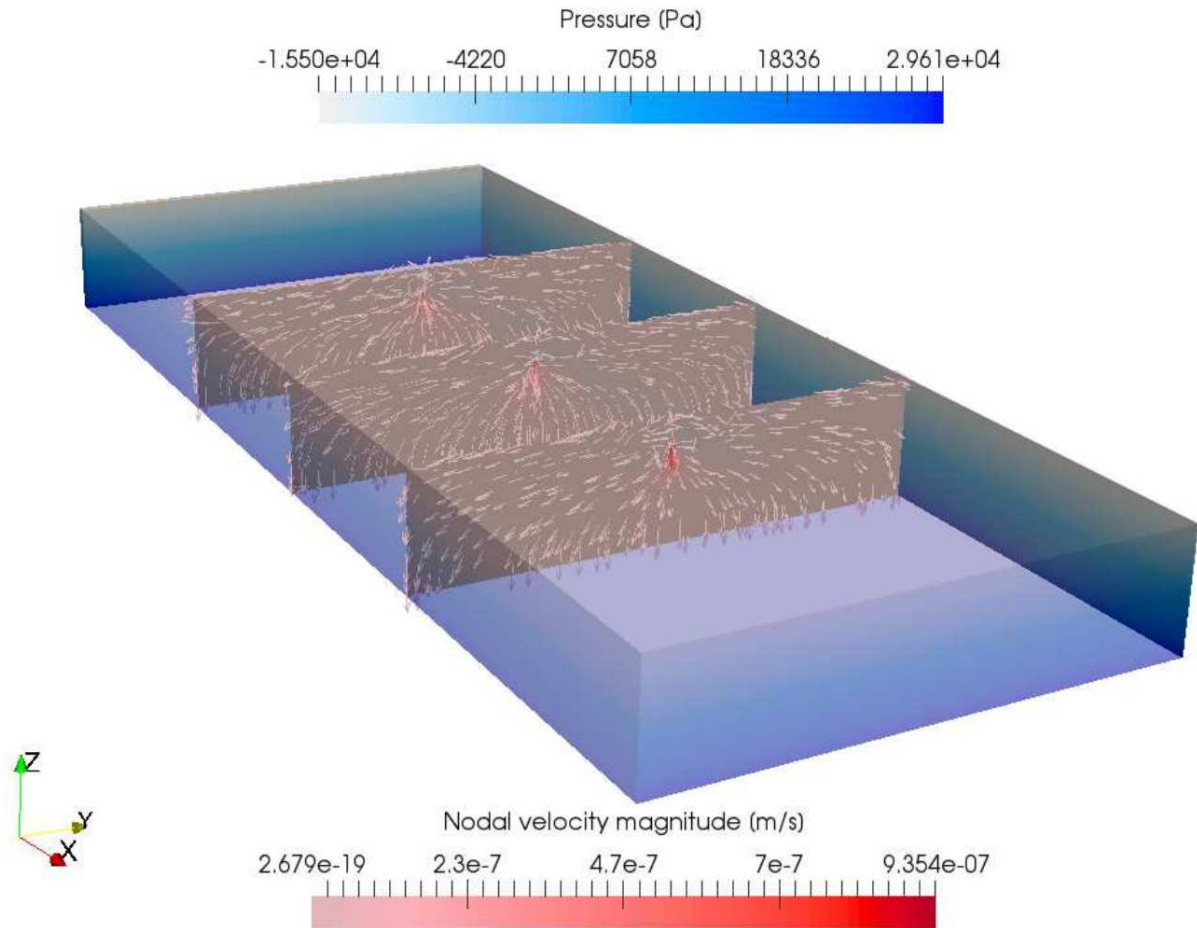 Pressure (Pa)
-1.550e+04 -4220 7058 18336 2.961e+04
Z
Y
X
Nodal velocity magnitude (m/s)
2.679e-19 2.3e-7 4.7e-7 7e-7 9.354e-07